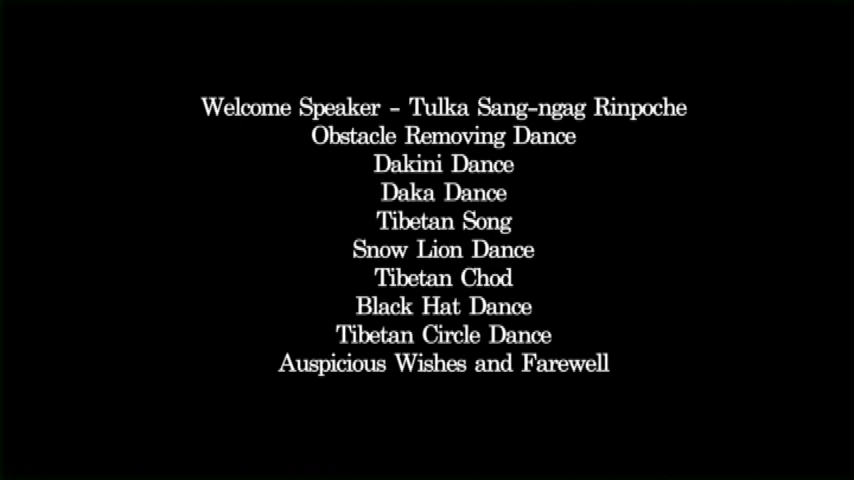 Welcome Speaker - Tulka Sang-ngag Rinpoche
Obstacle Removing Dance
Dakini Dance
Daka Dance
Tibetan Song
Snow Lion Dance
Tibetan Chod
Black Hat Dance
Tibetan Circle Dance
Auspicious Wishes and Farewell